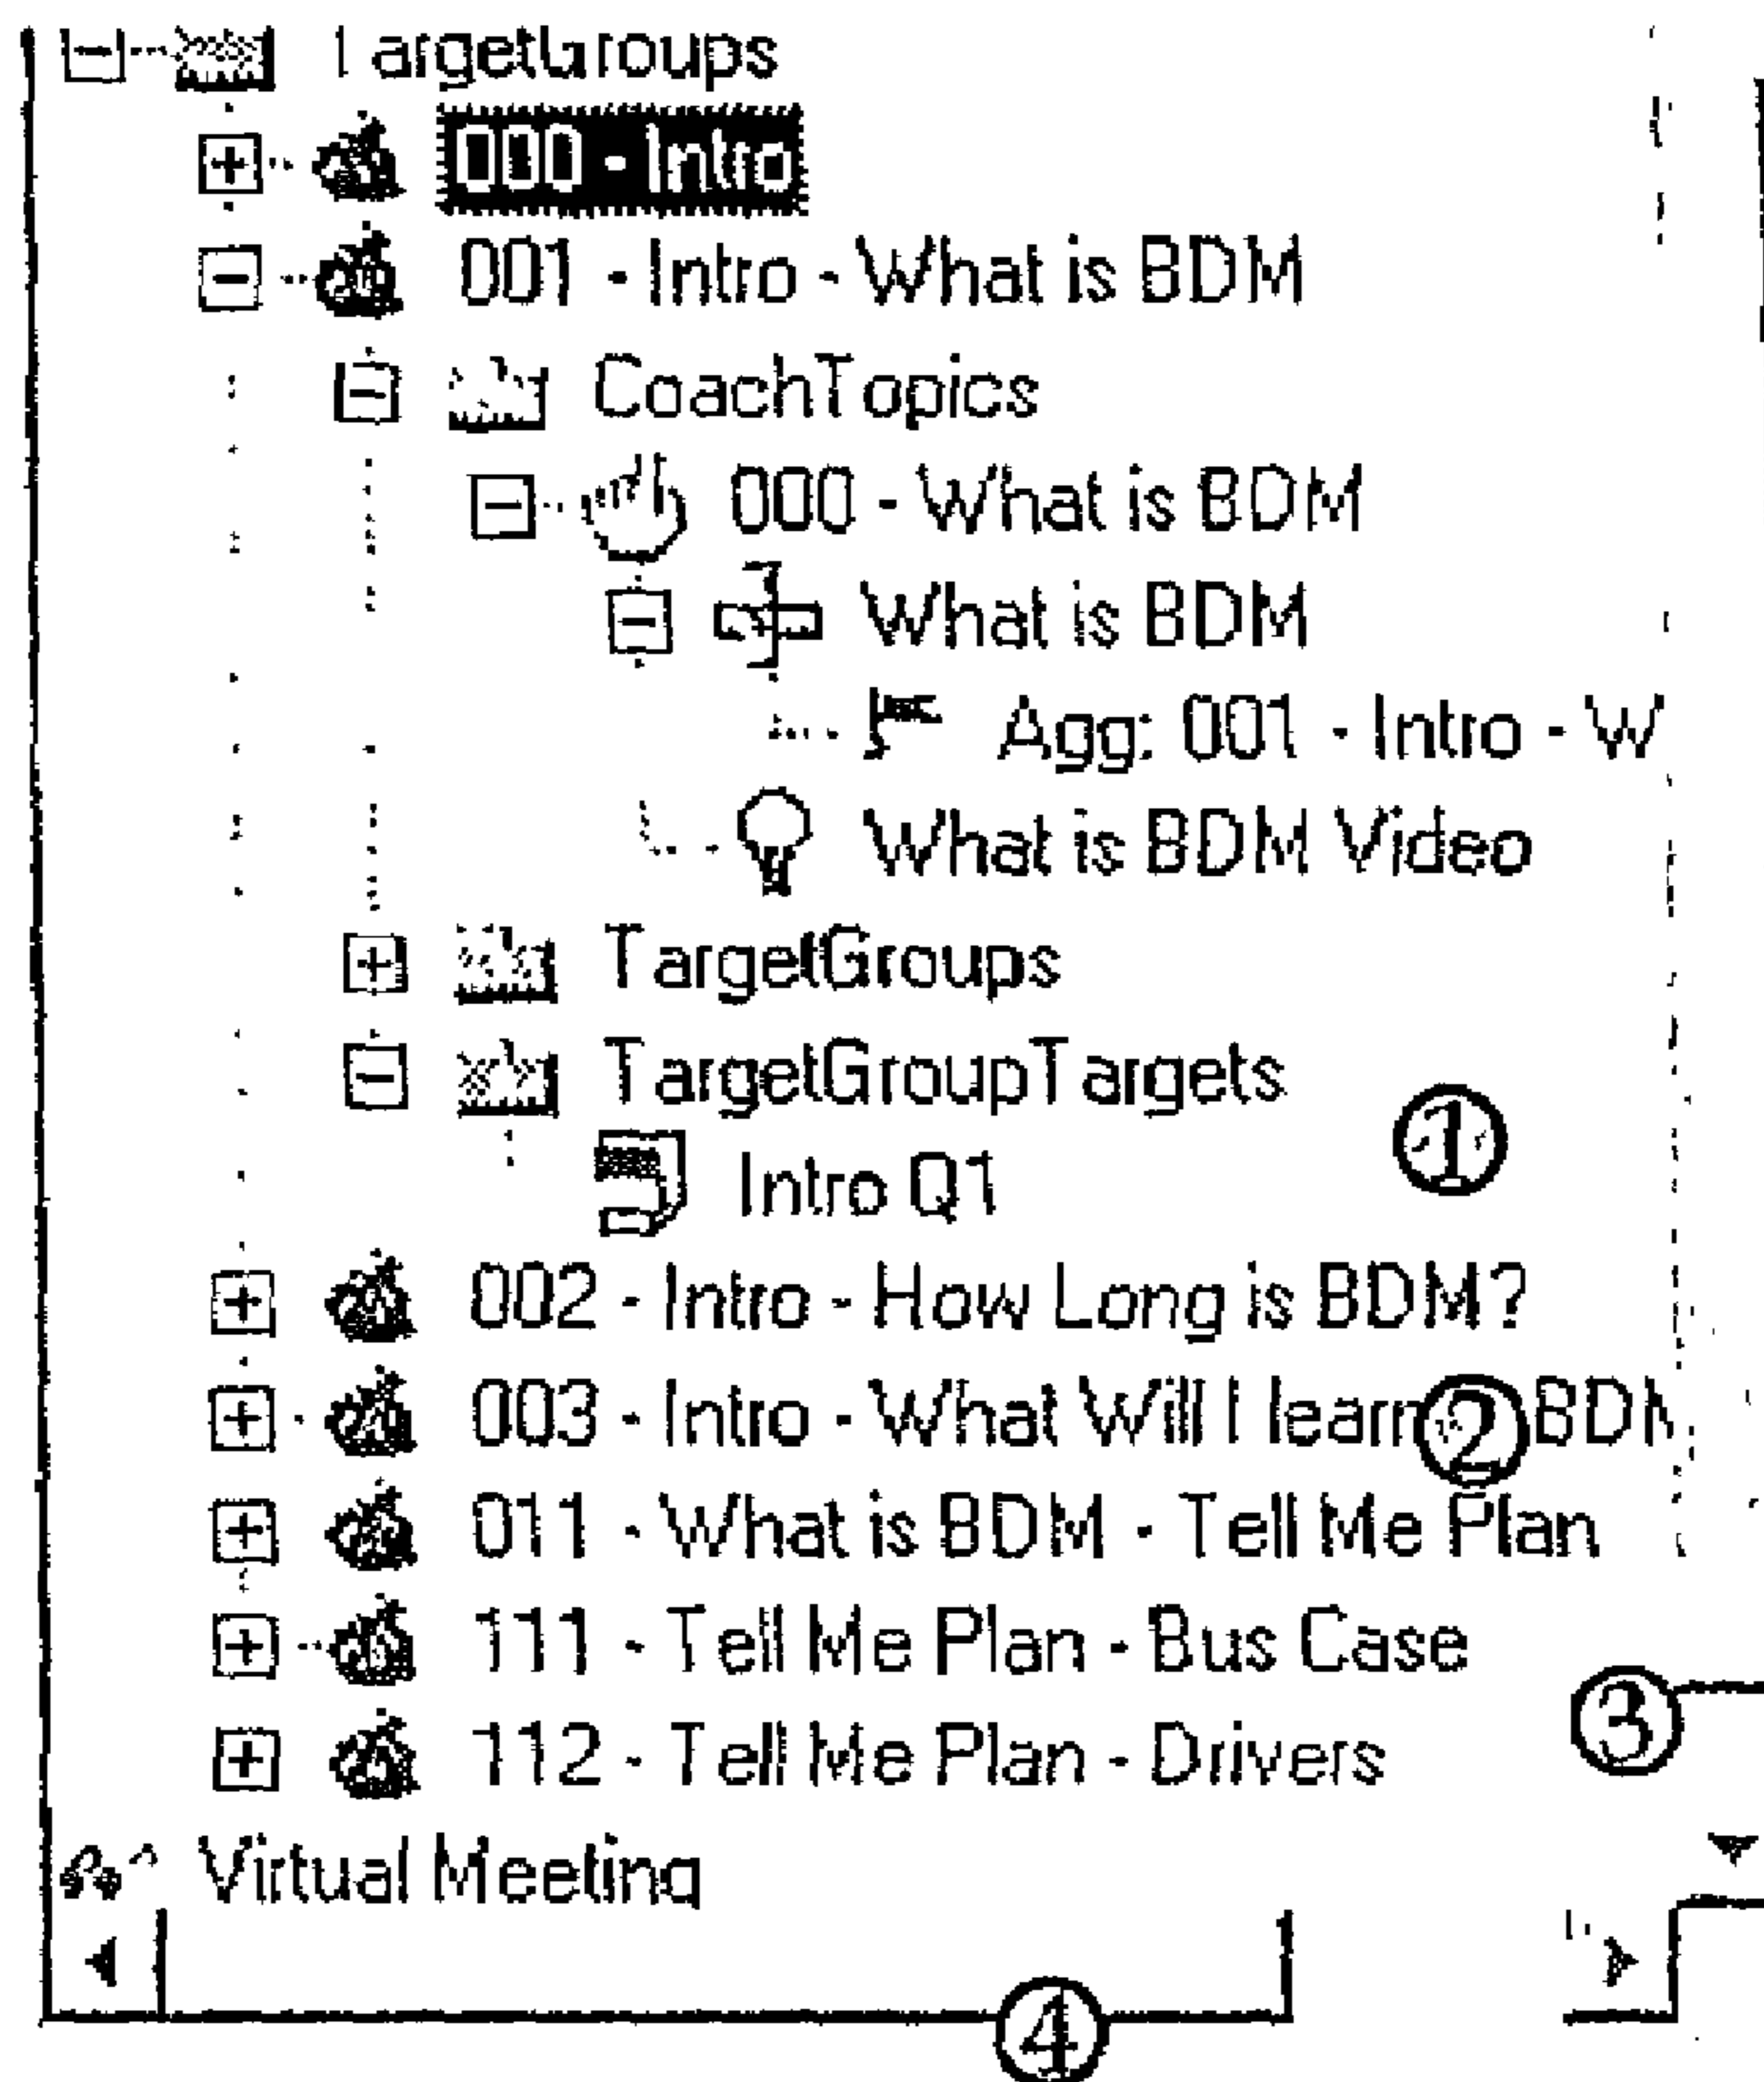 TargetGroups
000 - Intro
001 - Intro - What is BDM
CoachTopics
000 - What is BDM
What is BDM
Agg: 001 - Intro - W
What is BDM Video
TargetGroups
TargetGroupTargets
1
Intro Q1
002 - Intro - How Long is BDM?
003 - Intro - What Will I learn 2 BDM
011 - What is BDM - Tell Me Plan
111 - Tell Me Plan - Bus Case
3
112 - Tell Me Plan - Drivers
Virtual Meeting
4